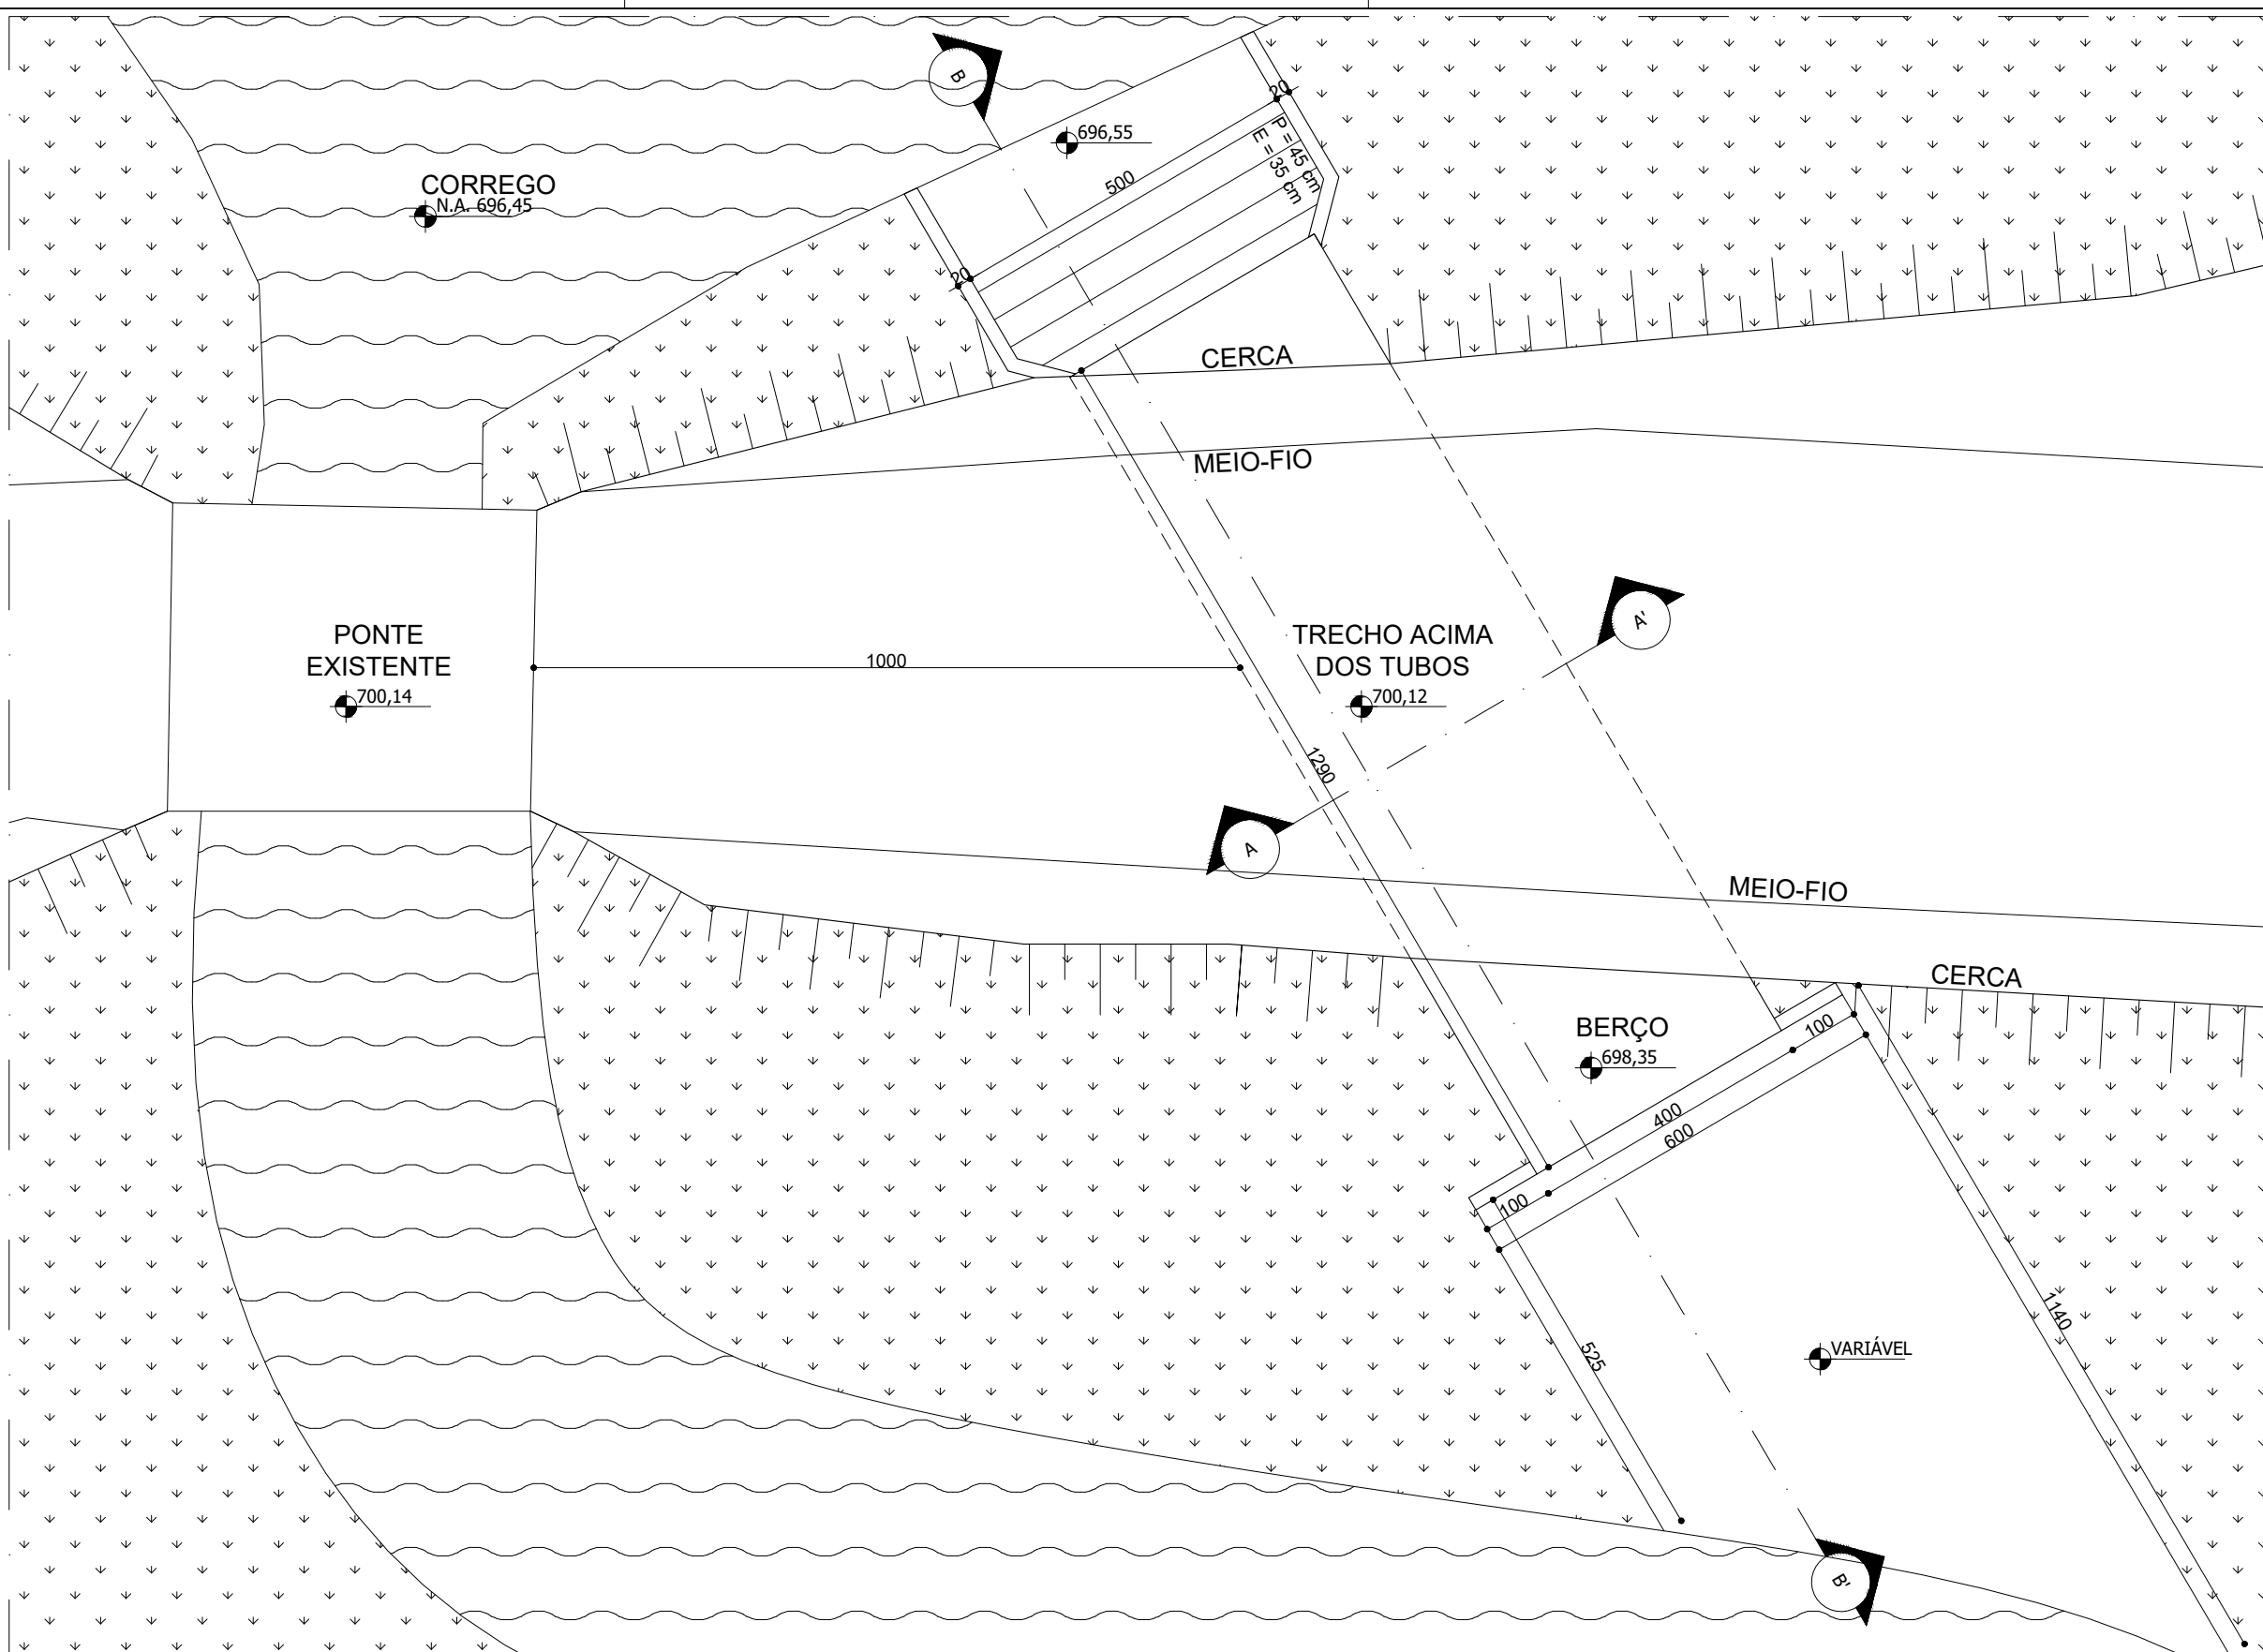 B
20
696,55
P = 45 cm
E = 35 cm
500
CORREGO
N.A. 696,45
20
CERCA
MEIO-FIO
PONTE
EXISTENTE
700,14
1000
TRECHO ACIMA
DOS TUBOS
700,12
A'
1290
A
MEIO-FIO
CERCA
BERÇO
698,35
100
400
600
100
525
1140
VARIÁVEL
B'